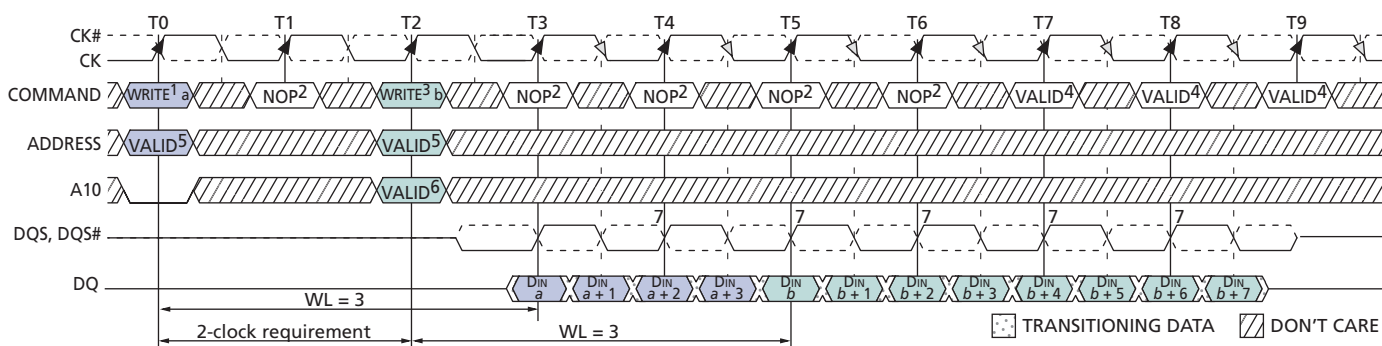 T0 T1 T2 T3 T4 T5 T6 T7 T8 T9
CK#
CK
COMMAND WRITE1 a NOP2 WRITE3 b NOP2 NOP2 NOP2 NOP2 VALID4 VALID4 VALID4
ADDRESS VALID5 VALID5
A10 VALID6
7 7 7 7 7
DQS, DQS#
DQ DIN a DIN a + 1 DIN a + 2 DIN a + 3 DIN b DIN b + 1 DIN b + 2 DIN b + 3 DIN b + 4 DIN b + 5 DIN b + 6 DIN b + 7
WL = 3
2-clock requirement WL = 3 TRANSITIONING DATA DON'T CARE